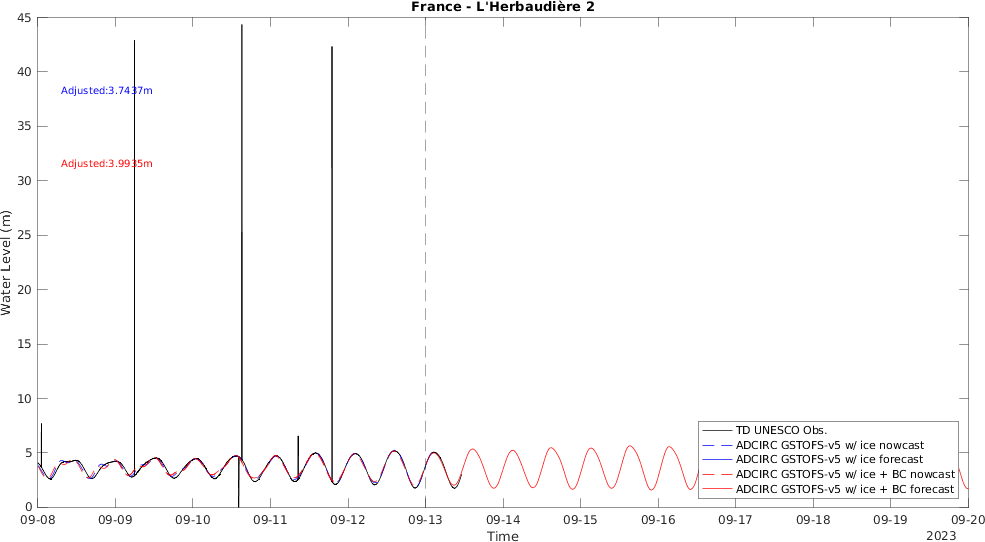 France - L'Herbaudière 2
45
40
35
30
25
20
15
10
5
0
Water Level (m)
Adjusted:3.7437m
Adjusted:3.9935m
TD UNESCO Obs.
ADCIRC GSTOFS-v5 w/ ice nowcast
ADCIRC GSTOFS-v5 w/ ice forecast
ADCIRC GSTOFS-v5 w/ ice + BC nowcast
ADCIRC GSTOFS-v5 w/ ice + BC forecast
09-08 09-09 09-10 09-11 09-12 09-13 09-14 09-15 09-16 09-17 09-18 09-19 09-20
Time
2023